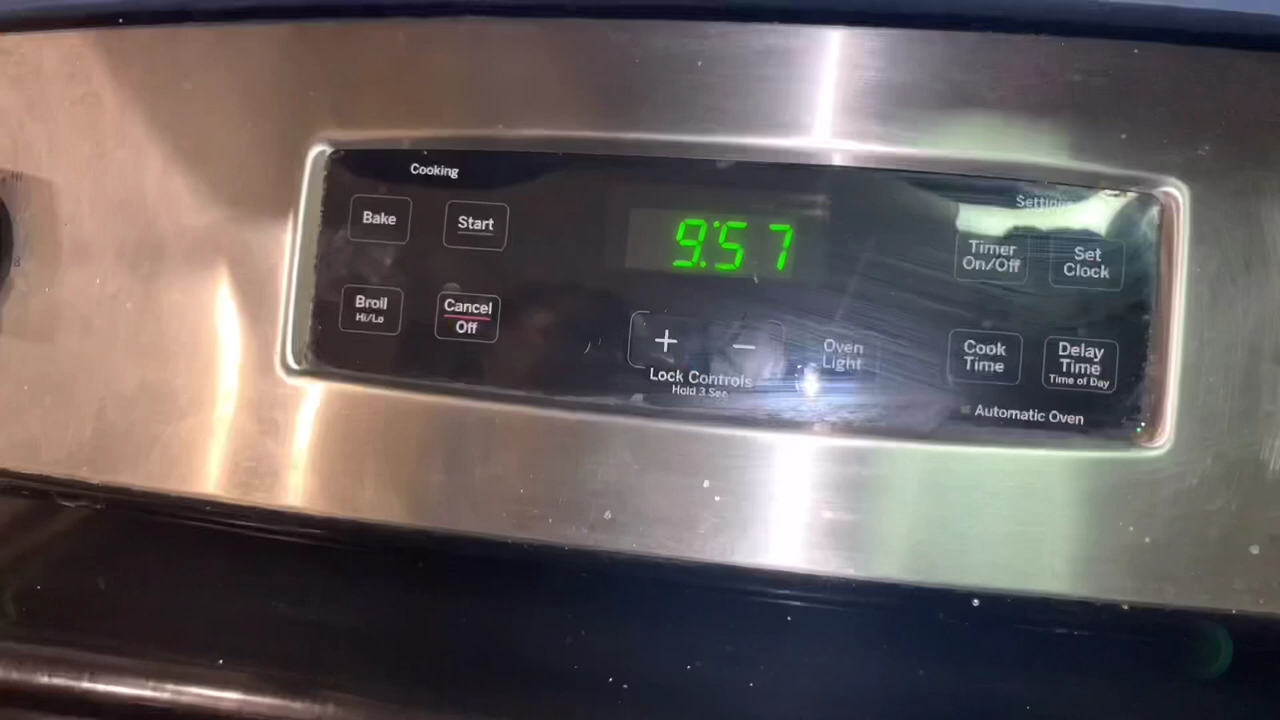 Cooking
Bake
Start
Broil
Hi/Lo
Cancel
Off
9:57
+
−
Lock Controls
Hold 3 Sec
Oven
Light
Settings
Timer
On/Off
Set
Clock
Cook
Time
Delay
Time
Time of Day
Automatic Oven